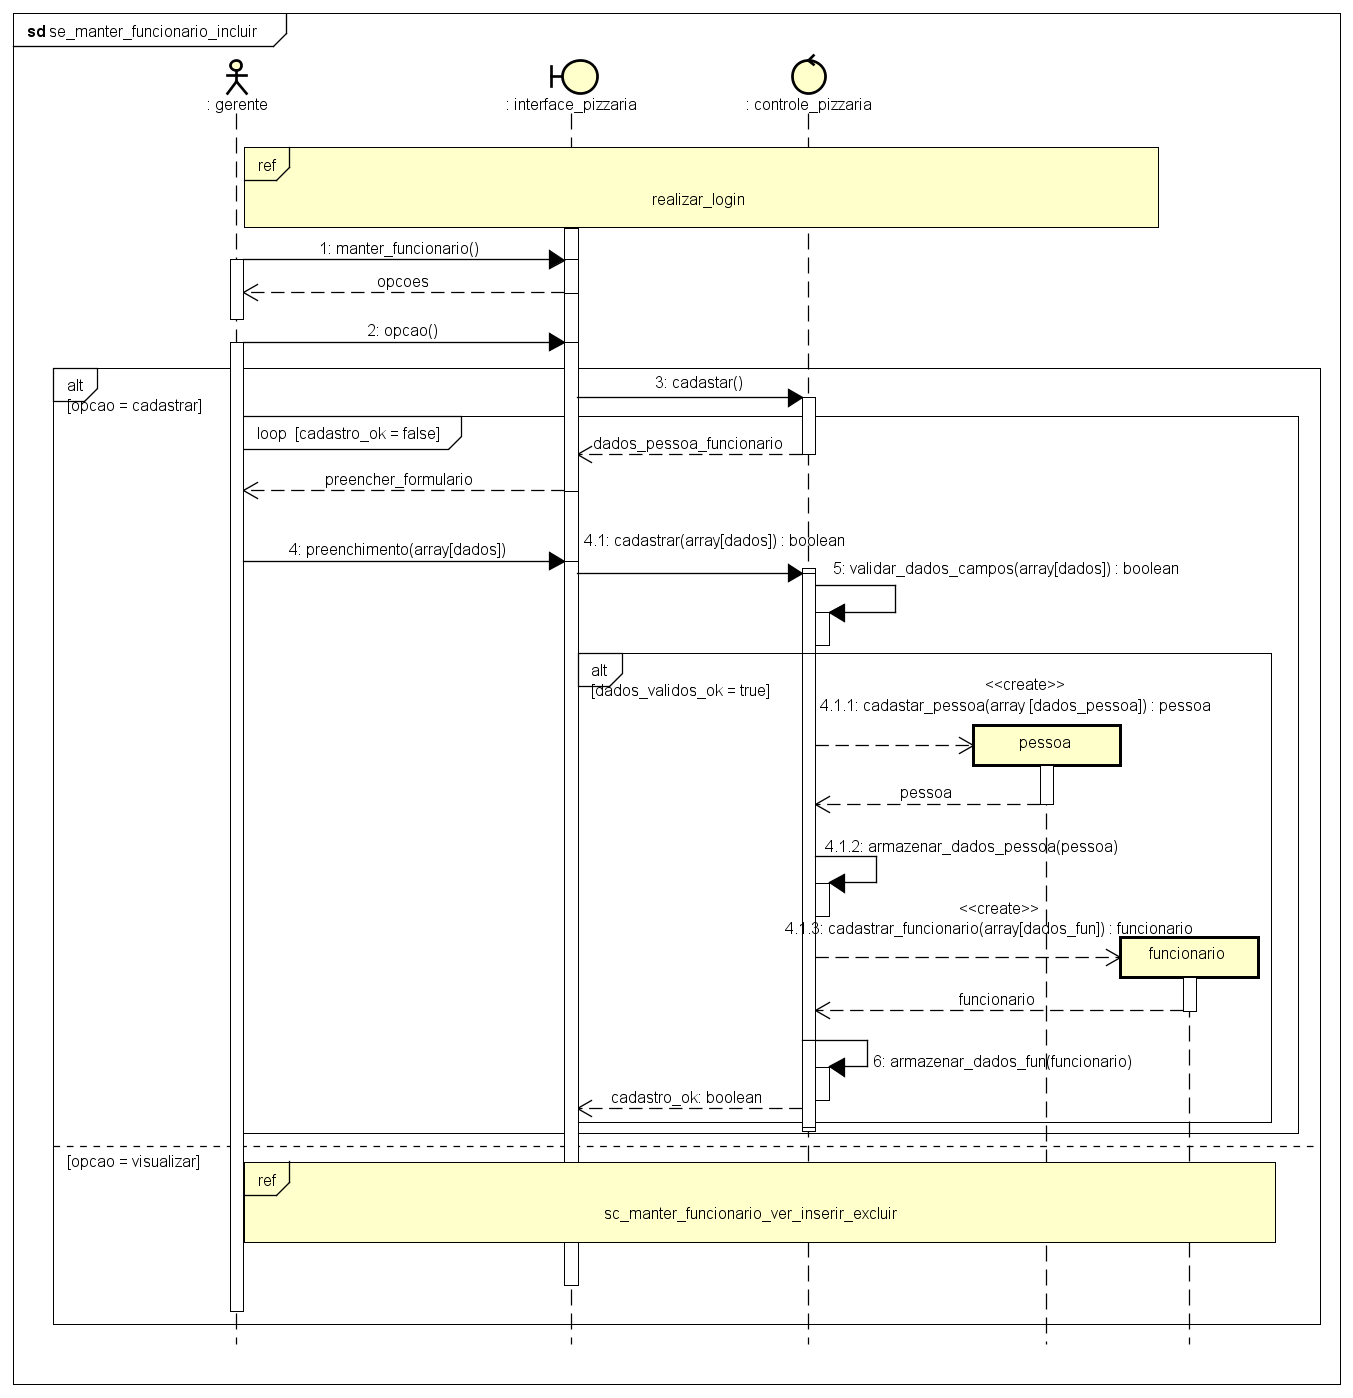 sd se_manter_funcionario_incluir
: gerente
: interface_pizzaria
: controle_pizzaria
ref
realizar_login
1: manter_funcionario()
opcoes
2: opcao()
alt
[opcao = cadastrar]
3: cadastar()
loop [cadastro_ok = false]
dados_pessoa_funcionario
preencher_formulario
4: preenchimento(array[dados])
4.1: cadastrar(array[dados]) : boolean
5: validar_dados_campos(array[dados]) : boolean
alt
[dados_validos_ok = true]
<<create>>
4.1.1: cadastar_pessoa(array [dados_pessoa]) : pessoa
pessoa
pessoa
4.1.2: armazenar_dados_pessoa(pessoa)
<<create>>
4.1.3: cadastrar_funcionario(array[dados_fun]) : funcionario
funcionario
funcionario
6: armazenar_dados_fun(funcionario)
cadastro_ok: boolean
[opcao = visualizar]
ref
sc_manter_funcionario_ver_inserir_excluir